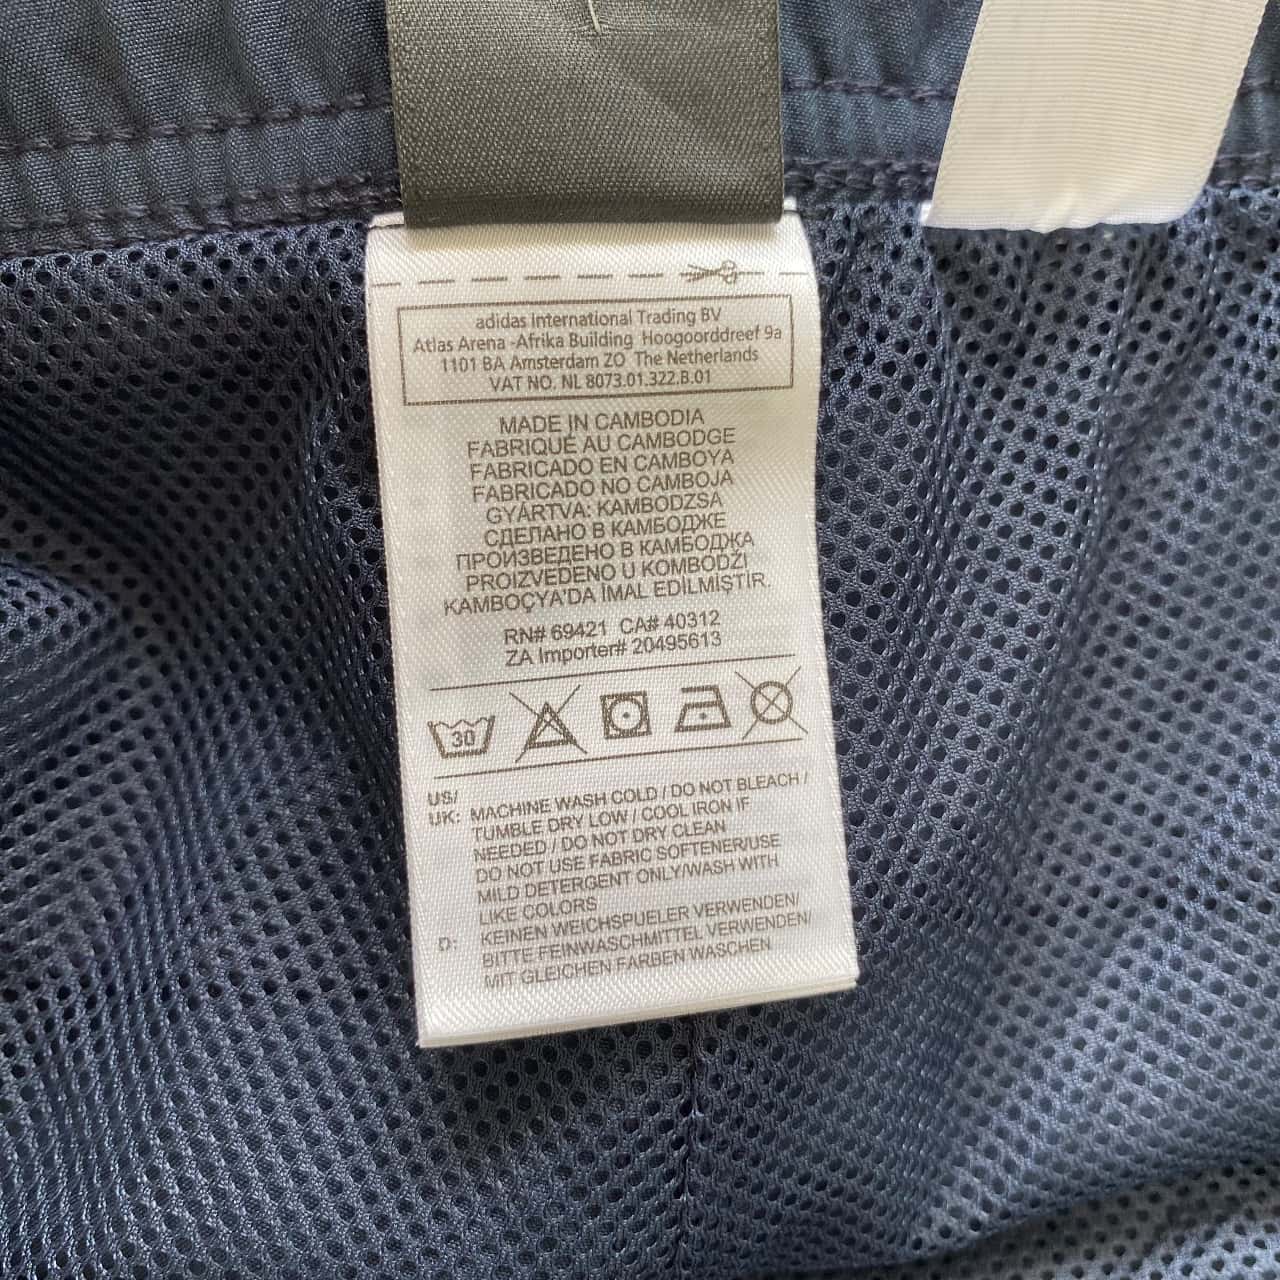 adidas International Trading BV
Atlas Arena -Afrika Building Hoogoorddreef 9a
1101 BA Amsterdam ZO The Netherlands
VAT NO. NL 8073.01.322.B.01
MADE IN CAMBODIA
FABRIQUÉ AU CAMBODGE
FABRICADO EN CAMBOYA
FABRICADO NO CAMBOJA
GYÁRTVA: KAMBODZSA
СДЕЛАНО В КАМБОДЖЕ
ПРОИЗВЕДЕНО В КАМБОДЖА
PROIZVEDENO U KOMBODŽI
KAMBOÇYA'DA İMAL EDİLMİŞTİR.
RN# 69421 CA# 40312
ZA Importer# 20495613
30
US/
UK: MACHINE WASH COLD / DO NOT BLEACH /
TUMBLE DRY LOW / COOL IRON IF
NEEDED / DO NOT DRY CLEAN
DO NOT USE FABRIC SOFTENER/USE
MILD DETERGENT ONLY/WASH WITH
LIKE COLORS
D: KEINEN WEICHSPUELER VERWENDEN/
BITTE FEINWASCHMITTEL VERWENDEN/
MIT GLEICHEN FARBEN WASCHEN